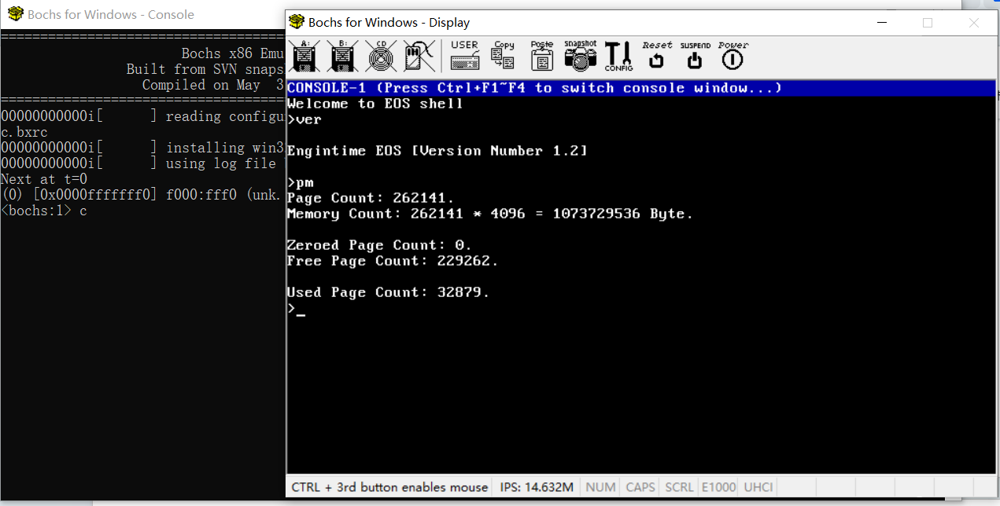 Bochs for Windows - Console
Bochs x86 Emu
Built from SVN snaps
Compiled on May 3
00000000000i[ ] reading configu
c.bxrc
00000000000i[ ] installing win3
00000000000i[ ] using log file
Next at t=0
(0) [0x0000fffffff0] f000:fff0 (unk.
<bochs:1> c
Bochs for Windows - Display
A: B: CD USER Copy Paste snapshot CONFIG Reset SUSPEND Power
CONSOLE-1 (Press Ctrl+F1~F4 to switch console window...)
Welcome to EOS shell
>ver
Engintime EOS [Version Number 1.2]
>pm
Page Count: 262141.
Memory Count: 262141 * 4096 = 1073729536 Byte.
Zeroed Page Count: 0.
Free Page Count: 229262.
Used Page Count: 32879.
>_
CTRL + 3rd button enables mouse IPS: 14.632M NUM CAPS SCRL E1000 UHCI